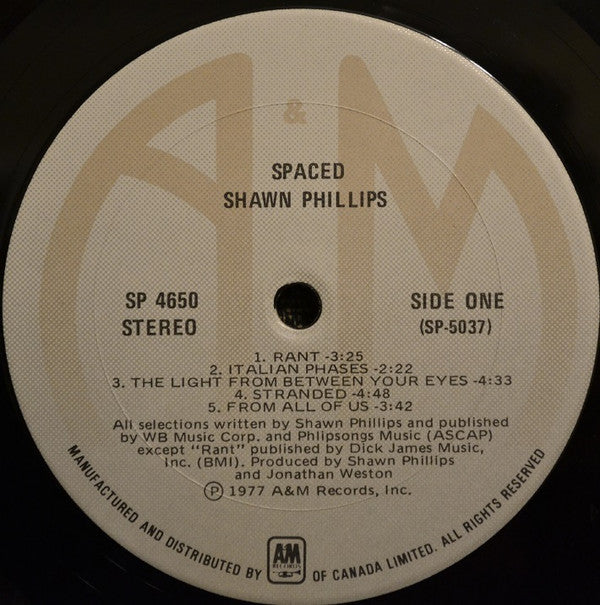 A&M
SPACED
SHAWN PHILLIPS
SP 4650
STEREO
SIDE ONE
(SP-5037)
1. RANT -3:25
2. ITALIAN PHASES -2:22
3. THE LIGHT FROM BETWEEN YOUR EYES -4:33
4. STRANDED -4:48
5. FROM ALL OF US -3:42
All selections written by Shawn Phillips and published
by WB Music Corp. and Phlipsongs Music (ASCAP)
except "Rant" published by Dick James Music,
Inc. (BMI). Produced by Shawn Phillips
and Jonathan Weston
Ⓟ 1977 A&M Records, Inc.
MANUFACTURED AND DISTRIBUTED BY AM RECORDS OF CANADA LIMITED. ALL RIGHTS RESERVED